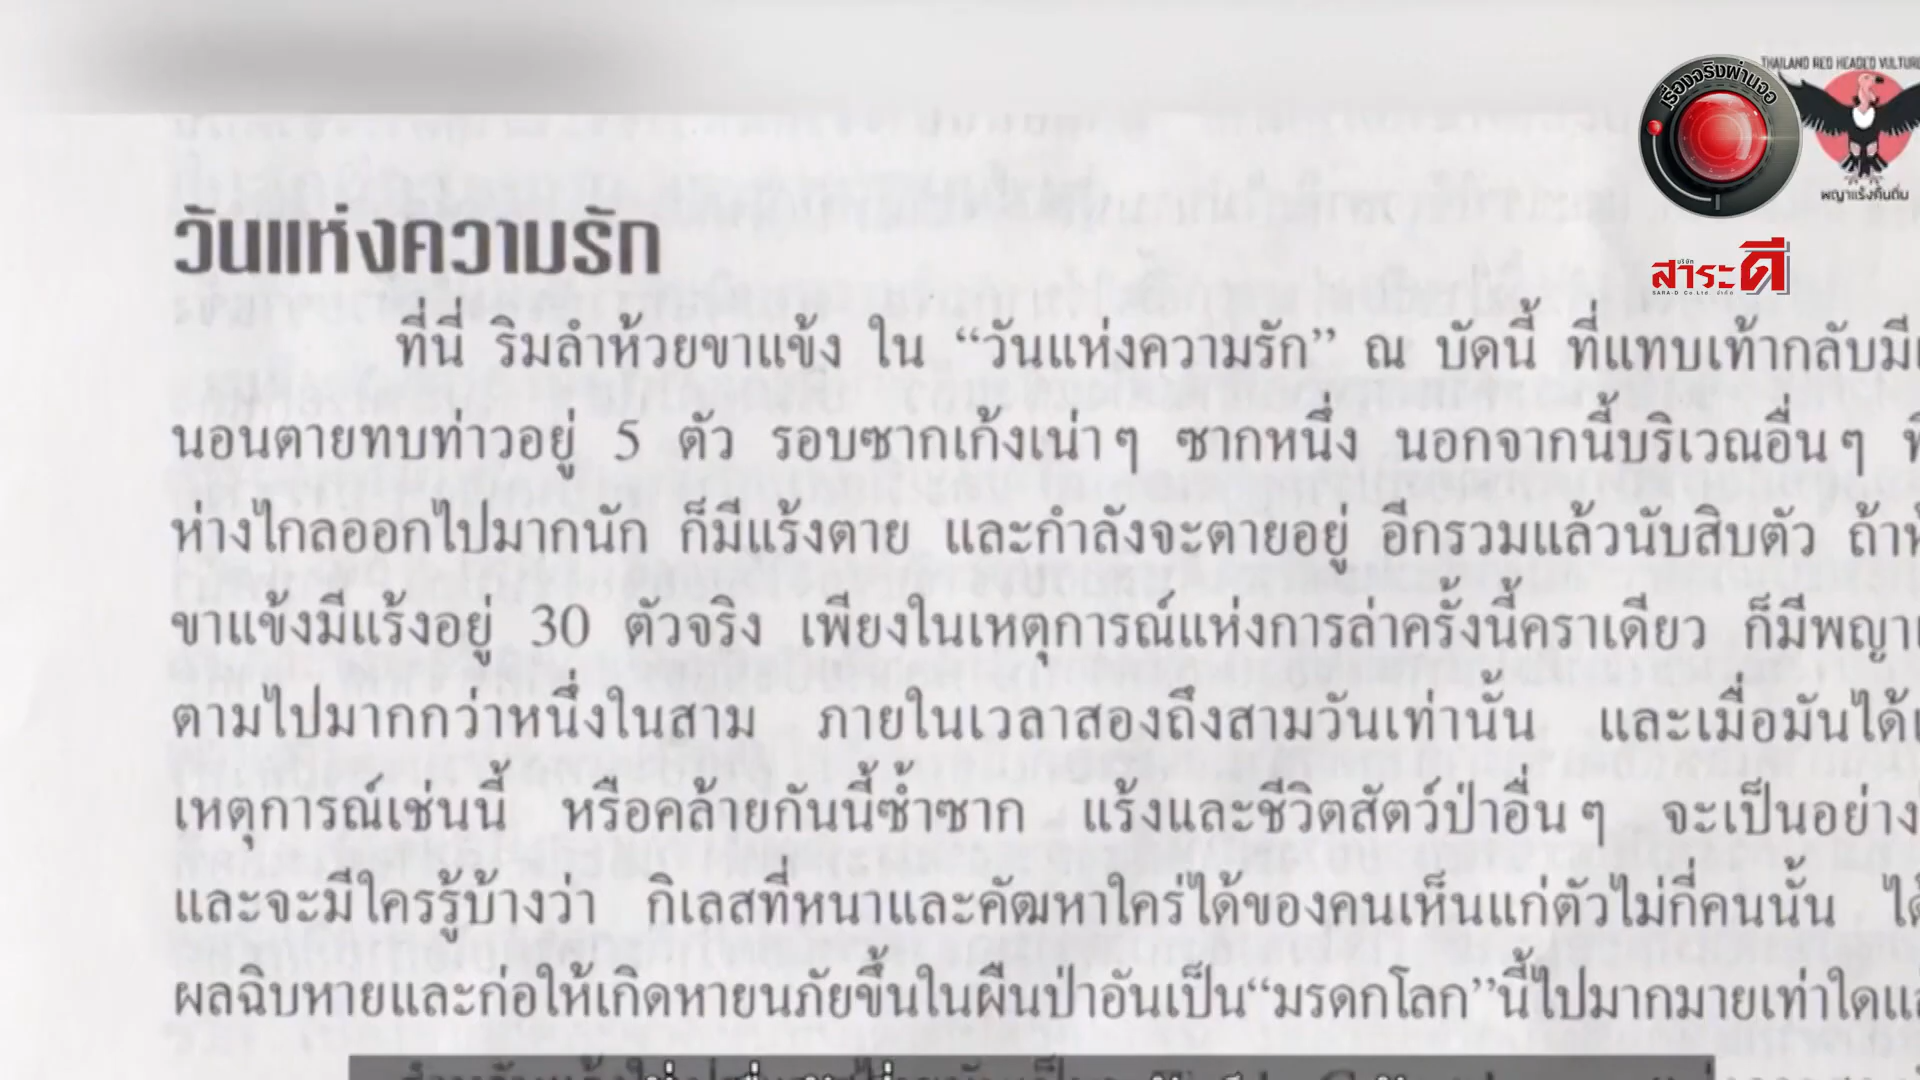 THAILAND RED HEADED VULTURE
เรื่องจริงผ่านจอ
พญาแร้งคืนถิ่น
บริษัท
สาระดี
SARA-D Co.Ltd. จำกัด
วันแห่งความรัก
ที่นี่ ริมลำห้วยขาแข้ง ใน “วันแห่งความรัก” ณ บัดนี้ ที่แทบเท้ากลับมี
นอนตายทบท่าวอยู่ 5 ตัว รอบซากเก้งเน่าๆ ซากหนึ่ง นอกจากนี้บริเวณอื่นๆ
ห่างไกลออกไปมากนัก ก็มีแร้งตาย และกำลังจะตายอยู่ อีกรวมแล้วนับสิบตัว
ขาแข้งมีแร้งอยู่ 30 ตัวจริง เพียงในเหตุการณ์แห่งการล่าครั้งนี้คราเดียว ก็มีพญา
ตามไปมากกว่าหนึ่งในสาม ภายในเวลาสองถึงสามวันเท่านั้น และเมื่อมันได้
เหตุการณ์เช่นนี้ หรือคล้ายกันนี้ซ้ำซาก แร้งและชีวิตสัตว์ป่าอื่นๆ จะเป็นอย่าง
และจะมีใครรู้บ้างว่า กิเลสที่หนาและคัฒหาใคร่ได้ของคนเห็นแก่ตัวไม่กี่คนนั้น
ผลฉิบหายและก่อให้เกิดหายนภัยขึ้นในผืนป่าอันเป็น“มรดกโลก”นี้ไปมากมายเท่าใด